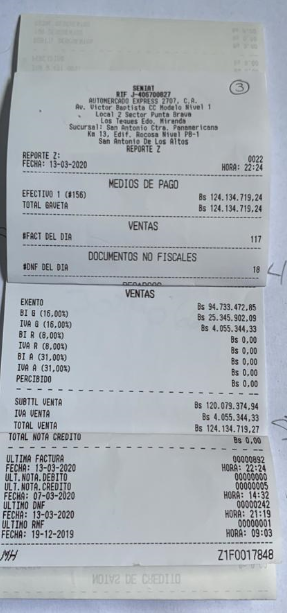 SENIAT
RIF J-406700827
AUTOMERCADO EXPRESS 2707, C.A.
Av. Victor Baptista CC Modelo Nivel 1
Local 2 Sector Punta Brava
Los Teques Edo. Miranda
Sucursal: San Antonio Ctra. Panamericana
Km 13, Edif. Rocosa Nivel PB-1
San Antonio De Los Altos
REPORTE Z
3
REPORTE Z: 0022
FECHA: 13-03-2020 HORA: 22:24
MEDIOS DE PAGO
EFECTIVO 1 (#156) Bs 124.134.719,24
TOTAL GAVETA Bs 124.134.719,24
VENTAS
#FACT DEL DIA 117
DOCUMENTOS NO FISCALES
#DNF DEL DIA 18
VENTAS
EXENTO Bs 94.733.472,85
BI G (16,00%) Bs 25.345.902,09
IVA G (16,00%) Bs 4.055.344,33
BI R (8,00%) Bs 0,00
IVA R (8,00%) Bs 0,00
BI A (31,00%) Bs 0,00
IVA A (31,00%) Bs 0,00
PERCIBIDO Bs 0,00
SUBTTL VENTA Bs 120.079.374,94
IVA VENTA Bs 4.055.344,33
TOTAL VENTA Bs 124.134.719,27
TOTAL NOTA CREDITO Bs 0,00
ULTIMA FACTURA 00000892
FECHA: 13-03-2020 HORA: 22:24
ULT.NOTA.DEBITO 00000000
ULT.NOTA.CREDITO 00000005
FECHA: 07-03-2020 HORA: 14:32
ULTIMO DNF 00000242
FECHA: 13-03-2020 HORA: 21:19
ULTIMO RMF 00000001
FECHA: 19-12-2019 HORA: 09:03
MH Z1F0017848
NOTAS DE CREDITO